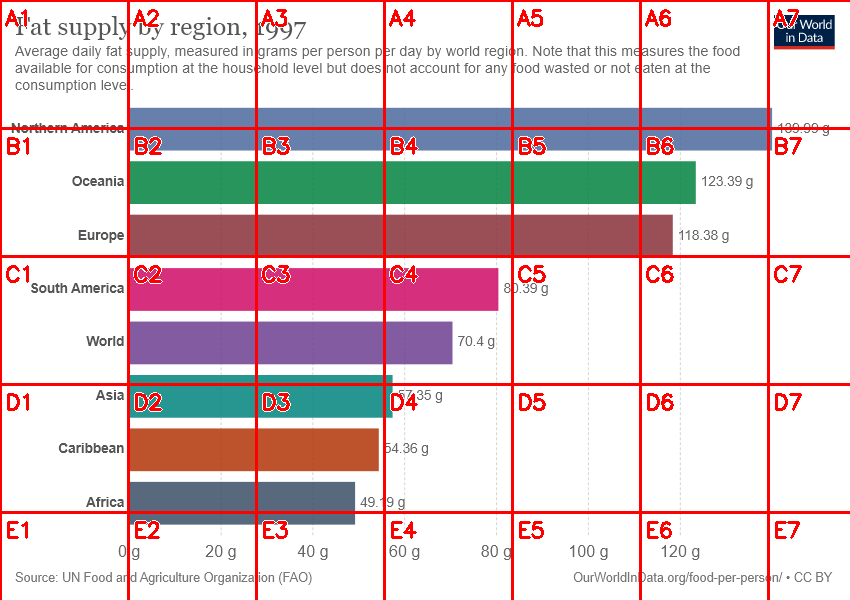 Fat supply by region, 1997
Our World
in Data
Average daily fat supply, measured in grams per person per day by world region. Note that this measures the food
available for consumption at the household level but does not account for any food wasted or not eaten at the
consumption level.
Northern America 139.99 g
Oceania 123.39 g
Europe 118.38 g
South America 80.39 g
World 70.4 g
Asia 57.35 g
Caribbean 54.36 g
Africa 49.19 g
0 g 20 g 40 g 60 g 80 g 100 g 120 g
Source: UN Food and Agriculture Organization (FAO)
OurWorldInData.org/food-per-person/ • CC BY
A1 A2 A3 A4 A5 A6 A7
B1 B2 B3 B4 B5 B6 B7
C1 C2 C3 C4 C5 C6 C7
D1 D2 D3 D4 D5 D6 D7
E1 E2 E3 E4 E5 E6 E7